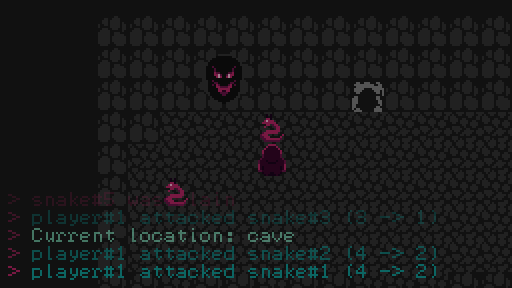 > was
> player#1 attacked snake#3 -> 1)
> Current location: cave
> player#1 attacked snake#2 (4 -> 2)
> player#1 attacked snake#1 (4 -> 2)